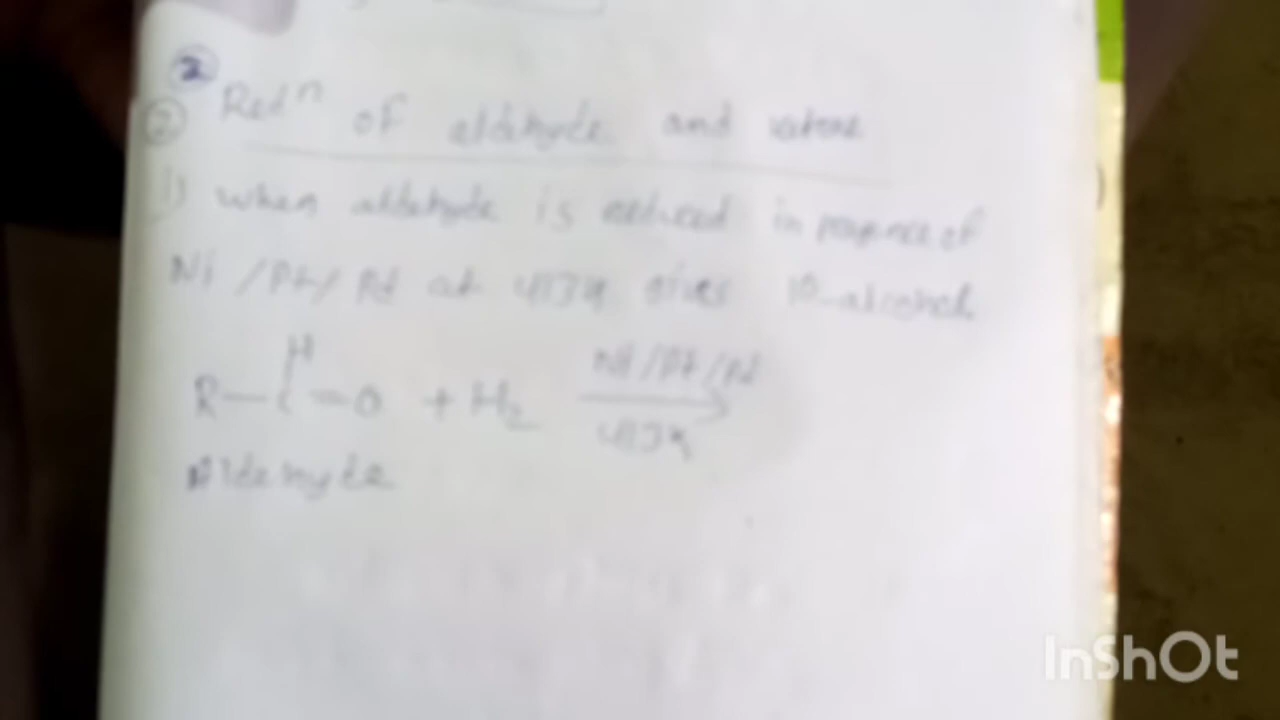 2
2 Redn of aldehyde and ketone
1) when aldehyde is reduced in presence of
Ni /Pt/ Pd at 413K gives 1°-alcohol
H
Ni/Pt/Pd
R-C=O + H2
413K
Aldehyde
InShOt